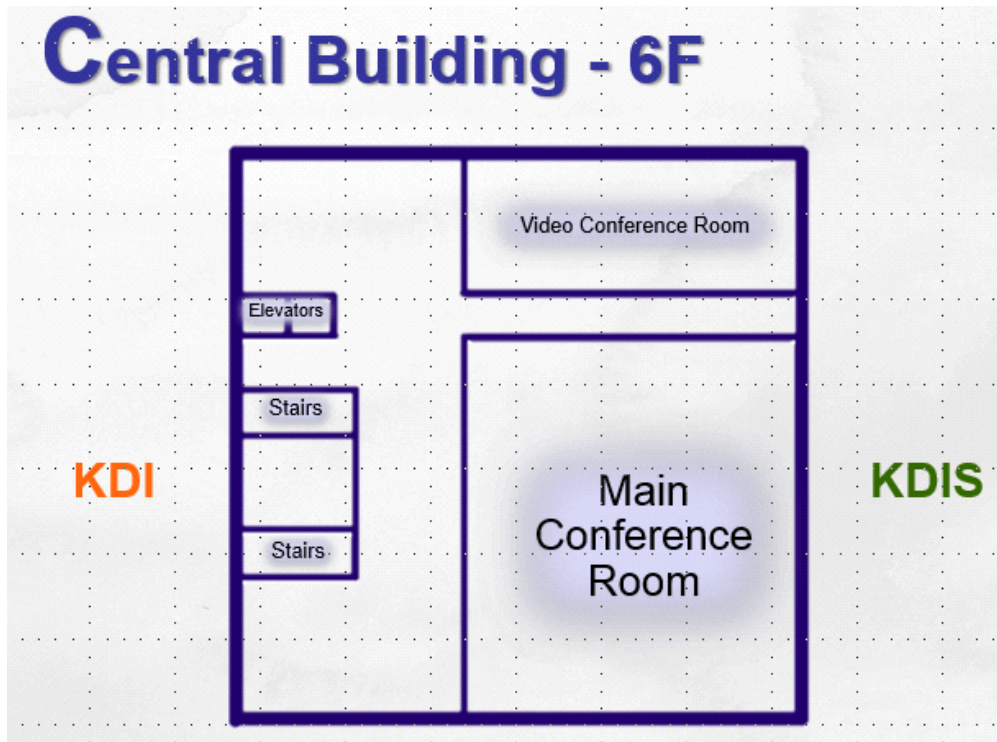 Central Building - 6F
Video Conference Room
Elevators
Stairs
KDI
KDIS
Main
Conference
Room
Stairs